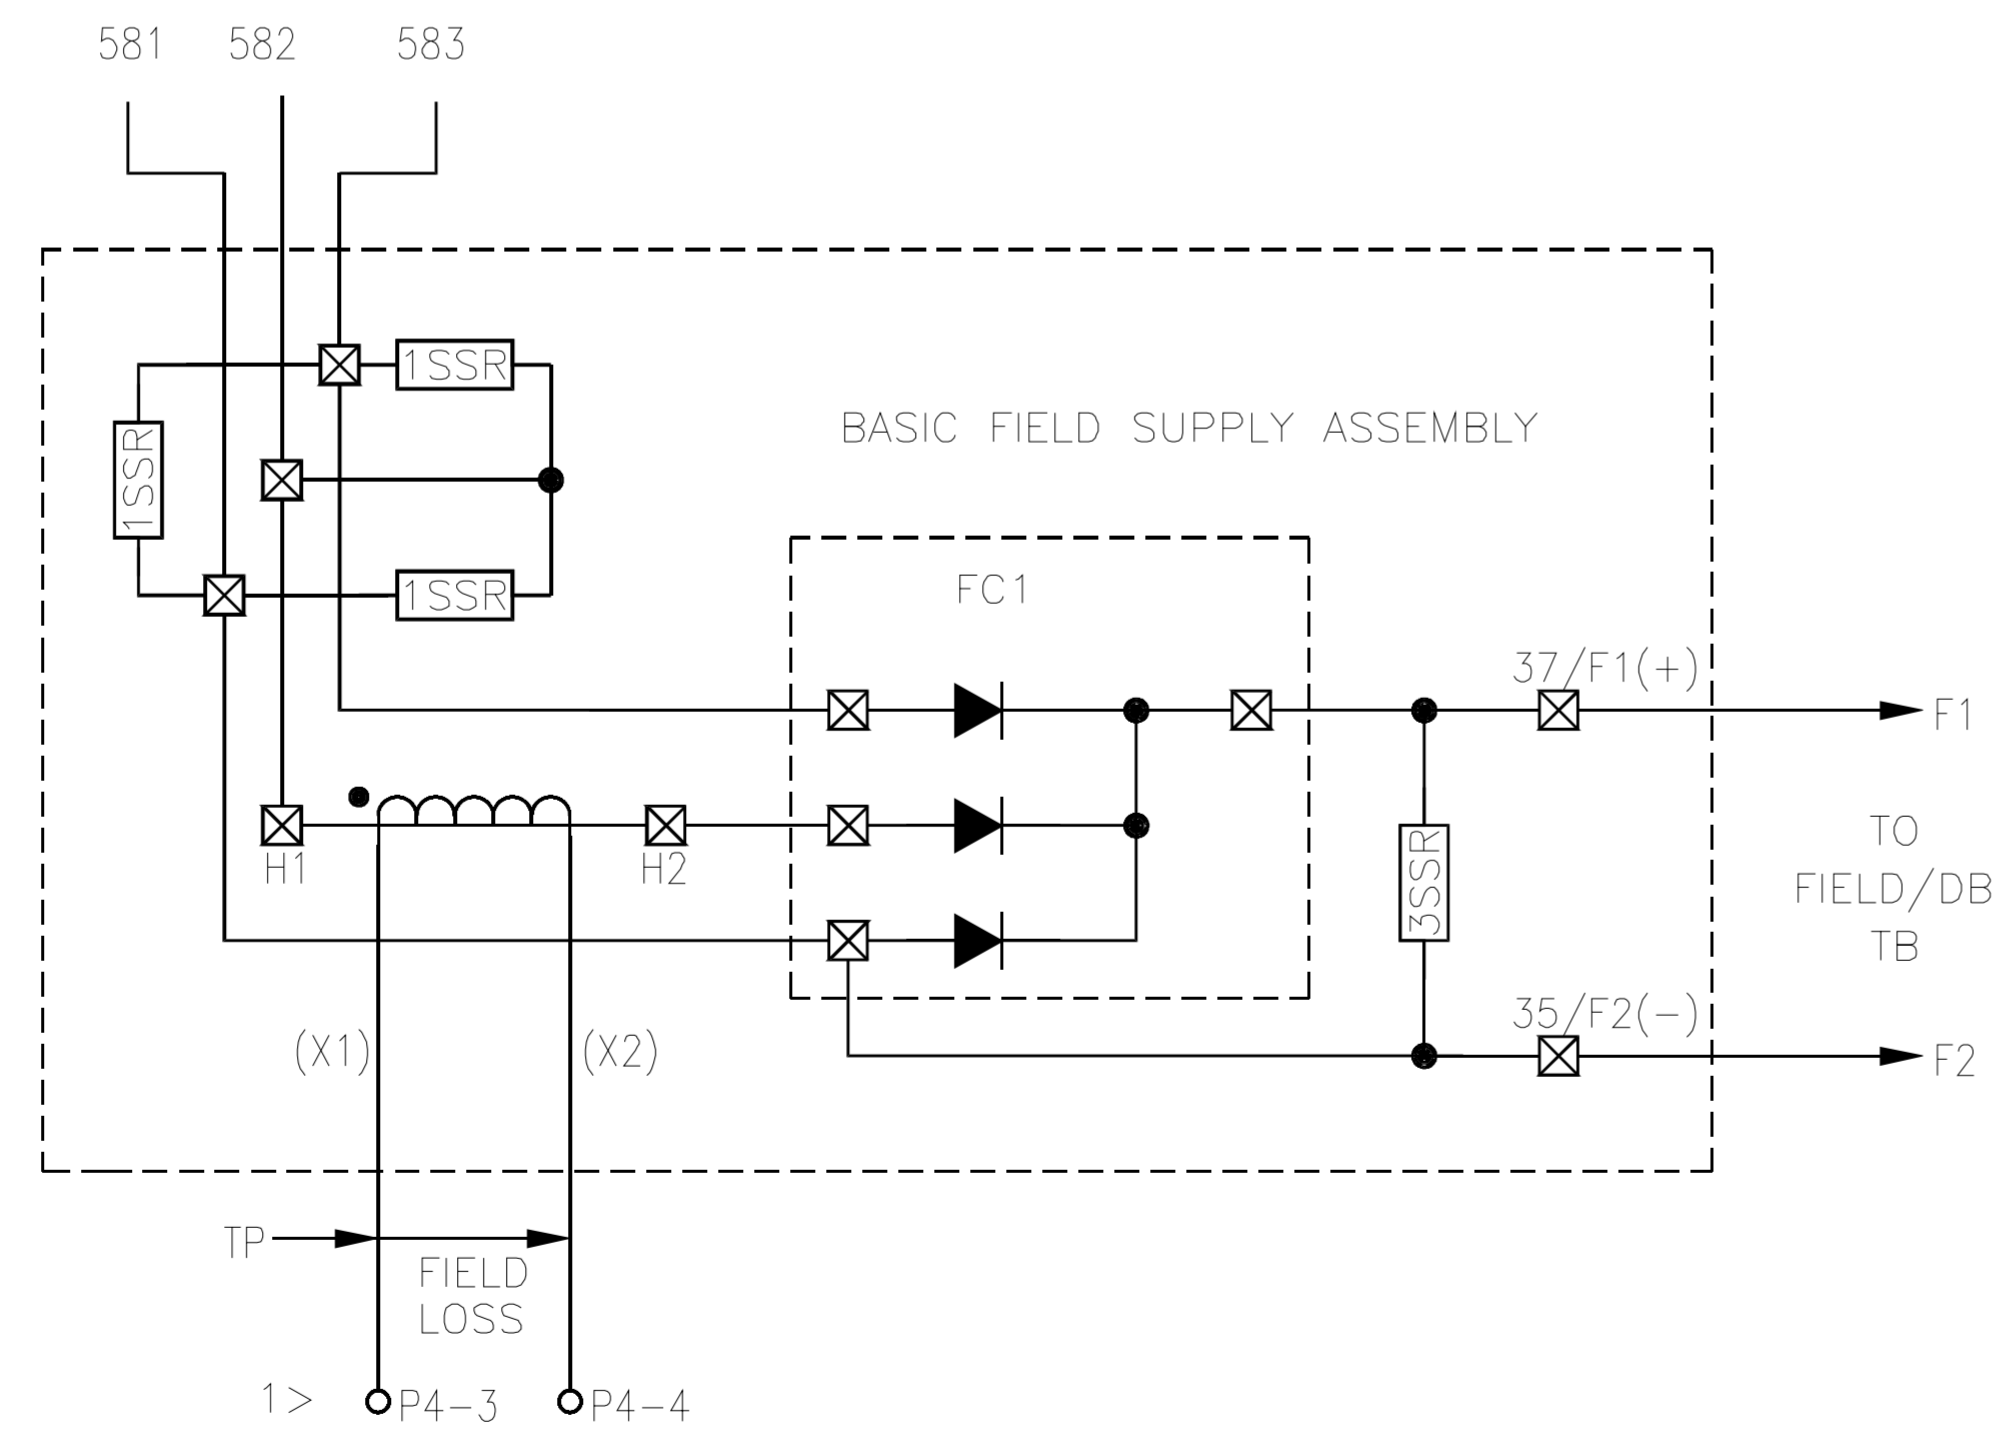 581
582
583
1SSR
1SSR
1SSR
BASIC FIELD SUPPLY ASSEMBLY
FC1
37/F1(+)
F1
H1
H2
3SSR
TO
FIELD/DB
TB
(X1)
(X2)
35/F2(-)
F2
TP
FIELD
LOSS
1>
P4-3
P4-4